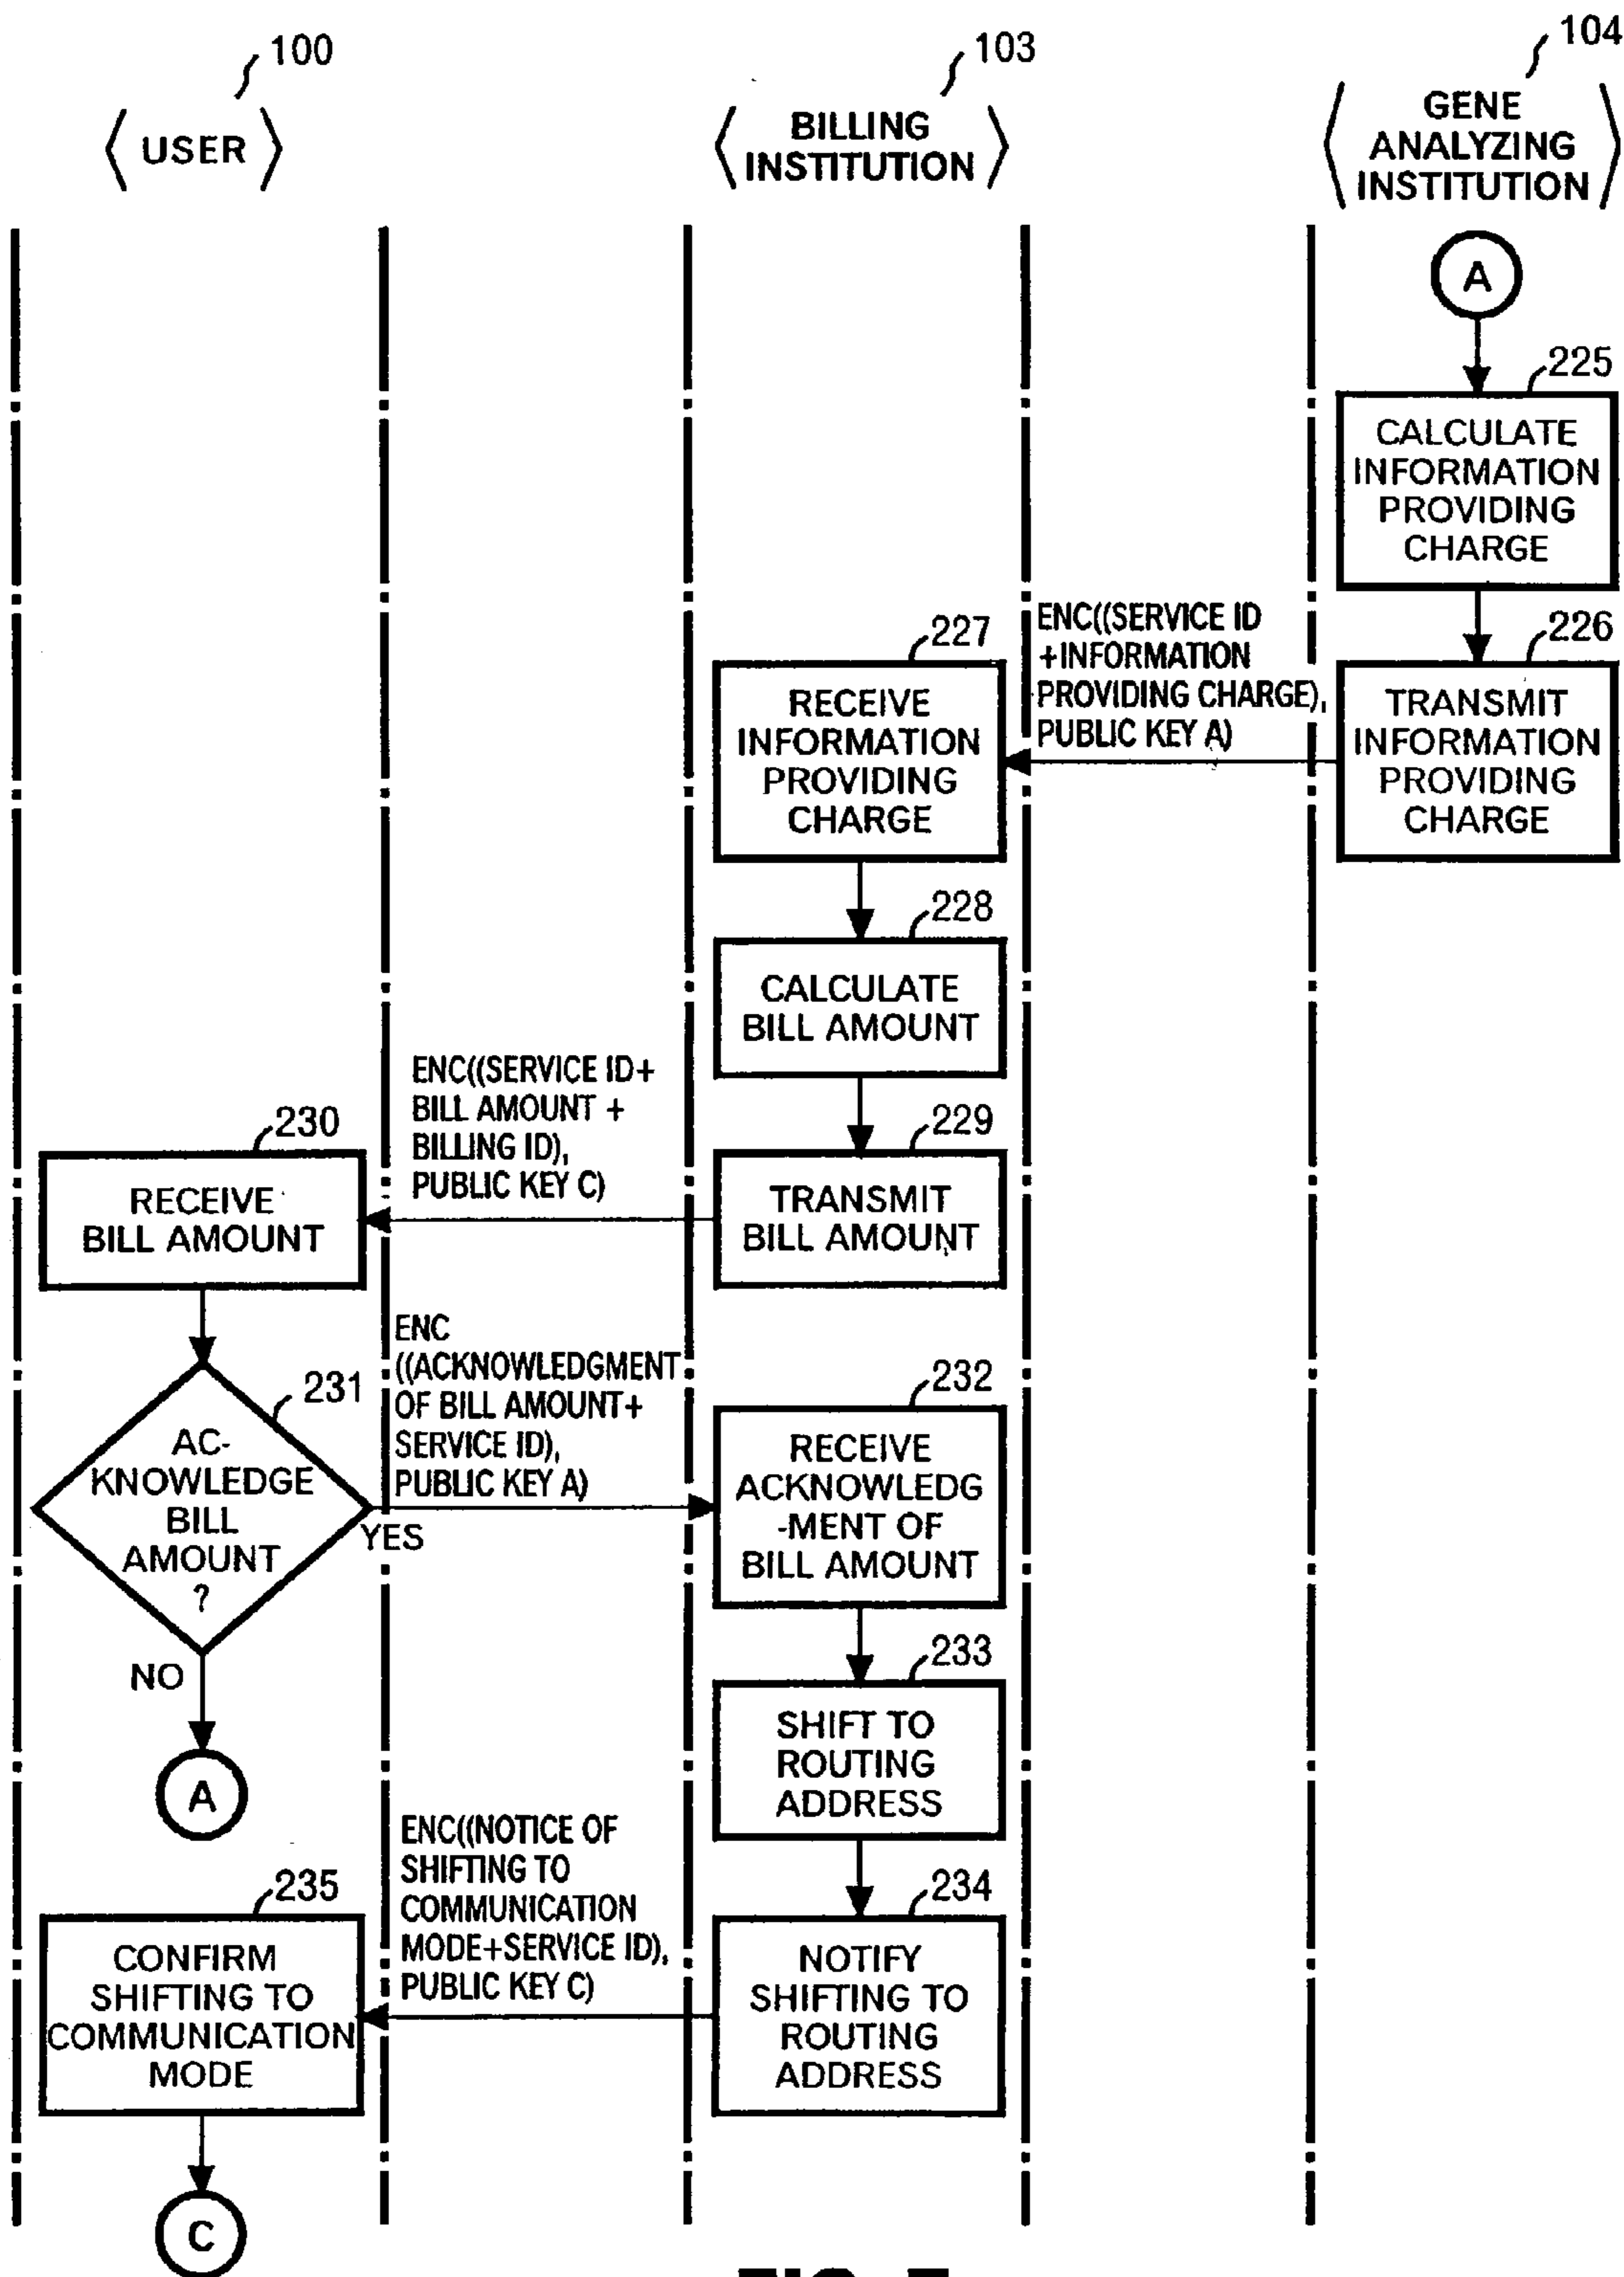 100
USER
103
BILLING
INSTITUTION
104
GENE
ANALYZING
INSTITUTION
A
225
CALCULATE
INFORMATION
PROVIDING
CHARGE
226
TRANSMIT
INFORMATION
PROVIDING
CHARGE
ENC((SERVICE ID
+INFORMATION
PROVIDING CHARGE),
PUBLIC KEY A)
227
RECEIVE
INFORMATION
PROVIDING
CHARGE
228
CALCULATE
BILL AMOUNT
229
TRANSMIT
BILL AMOUNT
ENC((SERVICE ID+
BILL AMOUNT +
BILLING ID),
PUBLIC KEY C)
230
RECEIVE
BILL AMOUNT
231
AC-
KNOWLEDGE
BILL
AMOUNT
?
YES
NO
A
ENC
((ACKNOWLEDGMENT
OF BILL AMOUNT+
SERVICE ID),
PUBLIC KEY A)
232
RECEIVE
ACKNOWLEDG
-MENT OF
BILL AMOUNT
233
SHIFT TO
ROUTING
ADDRESS
234
NOTIFY
SHIFTING TO
ROUTING
ADDRESS
ENC((NOTICE OF
SHIFTING TO
COMMUNICATION
MODE+SERVICE ID),
PUBLIC KEY C)
235
CONFIRM
SHIFTING TO
COMMUNICATION
MODE
C